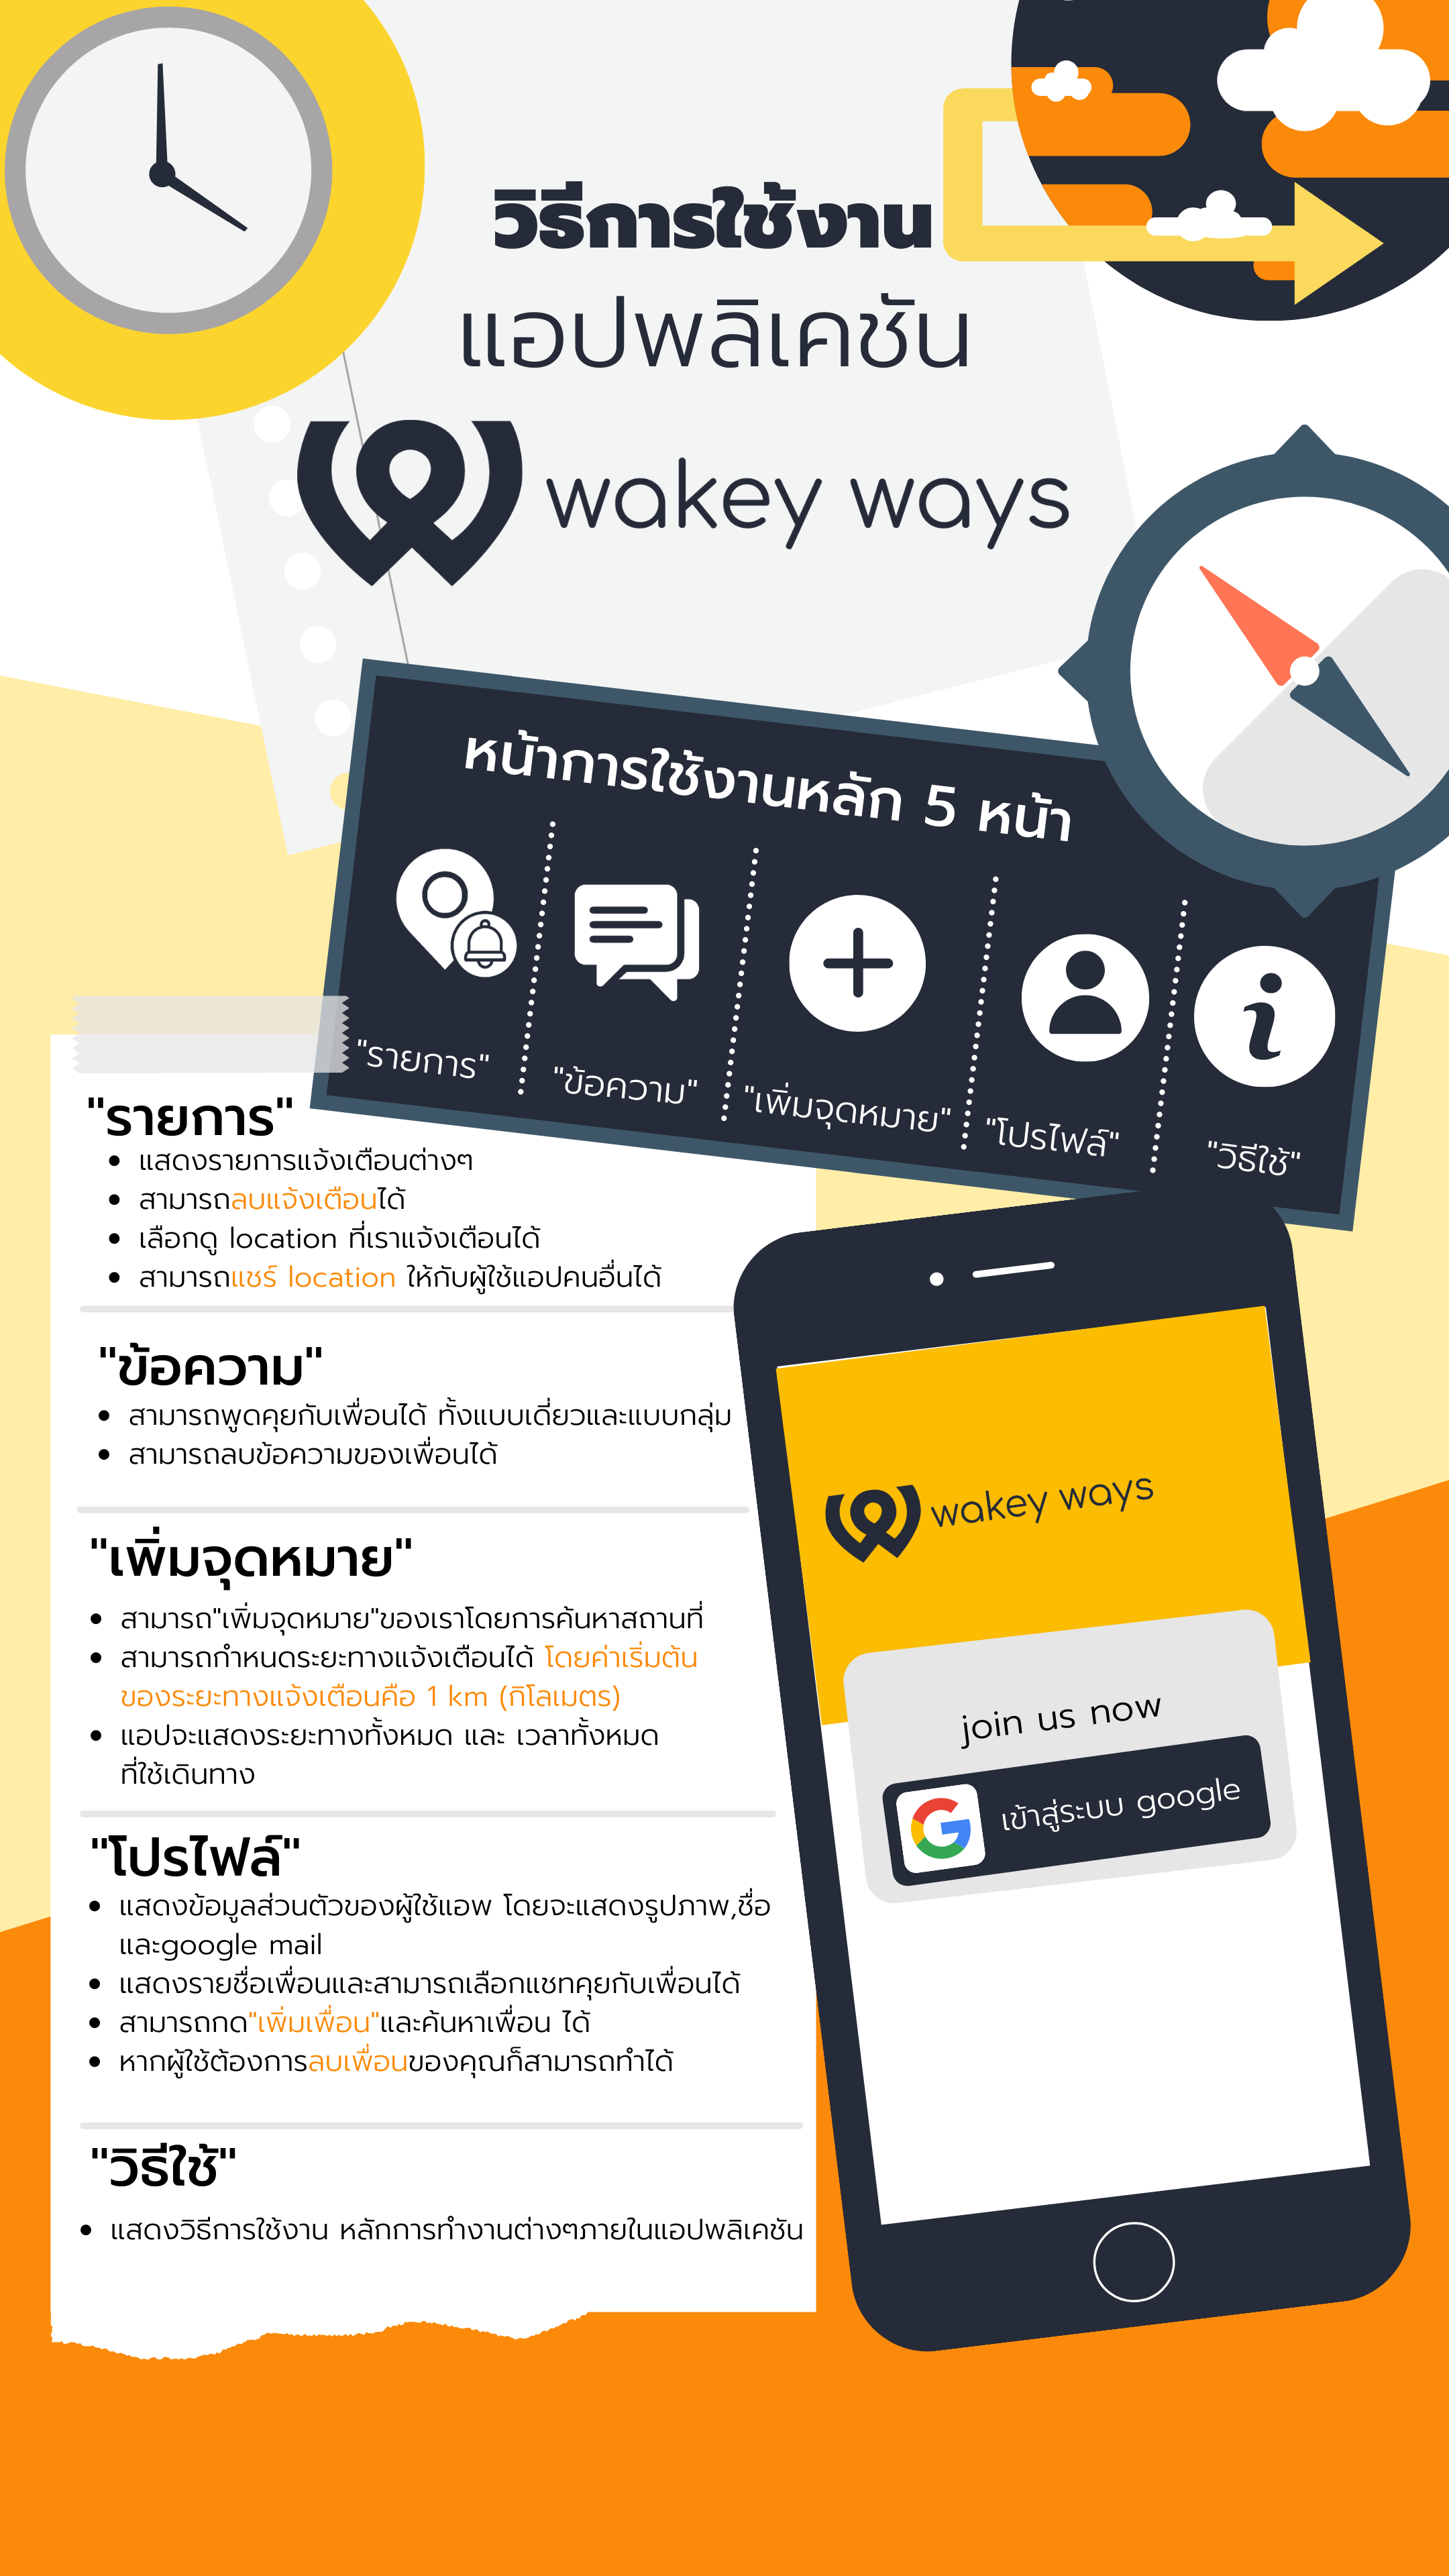 วิธีการใช้งาน
แอปพลิเคชัน
wakey ways
หน้าการใช้งานหลัก 5 หน้า
"รายการ"
"ข้อความ"
"เพิ่มจุดหมาย"
"โปรไฟล์"
"วิธีใช้"
"รายการ"
• แสดงรายการแจ้งเตือนต่างๆ
• สามารถลบแจ้งเตือนได้
• เลือกดู location ที่เราแจ้งเตือนได้
• สามารถแชร์ location ให้กับผู้ใช้แอปคนอื่นได้
"ข้อความ"
• สามารถพูดคุยกับเพื่อนได้ ทั้งแบบเดี่ยวและแบบกลุ่ม
• สามารถลบข้อความของเพื่อนได้
"เพิ่มจุดหมาย"
• สามารถ"เพิ่มจุดหมาย"ของเราโดยการค้นหาสถานที่
• สามารถกำหนดระยะทางแจ้งเตือนได้ โดยค่าเริ่มต้น
ของระยะทางแจ้งเตือนคือ 1 km (กิโลเมตร)
• แอปจะแสดงระยะทางทั้งหมด และ เวลาทั้งหมด
ที่ใช้เดินทาง
"โปรไฟล์"
• แสดงข้อมูลส่วนตัวของผู้ใช้แอพ โดยจะแสดงรูปภาพ,ชื่อ
และgoogle mail
• แสดงรายชื่อเพื่อนและสามารถเลือกแชทคุยกับเพื่อนได้
• สามารถกด"เพิ่มเพื่อน"และค้นหาเพื่อน ได้
• หากผู้ใช้ต้องการลบเพื่อนของคุณก็สามารถทำได้
"วิธีใช้"
• แสดงวิธีการใช้งาน หลักการทำงานต่างๆภายในแอปพลิเคชัน
wakey ways
join us now
เข้าสู่ระบบ google